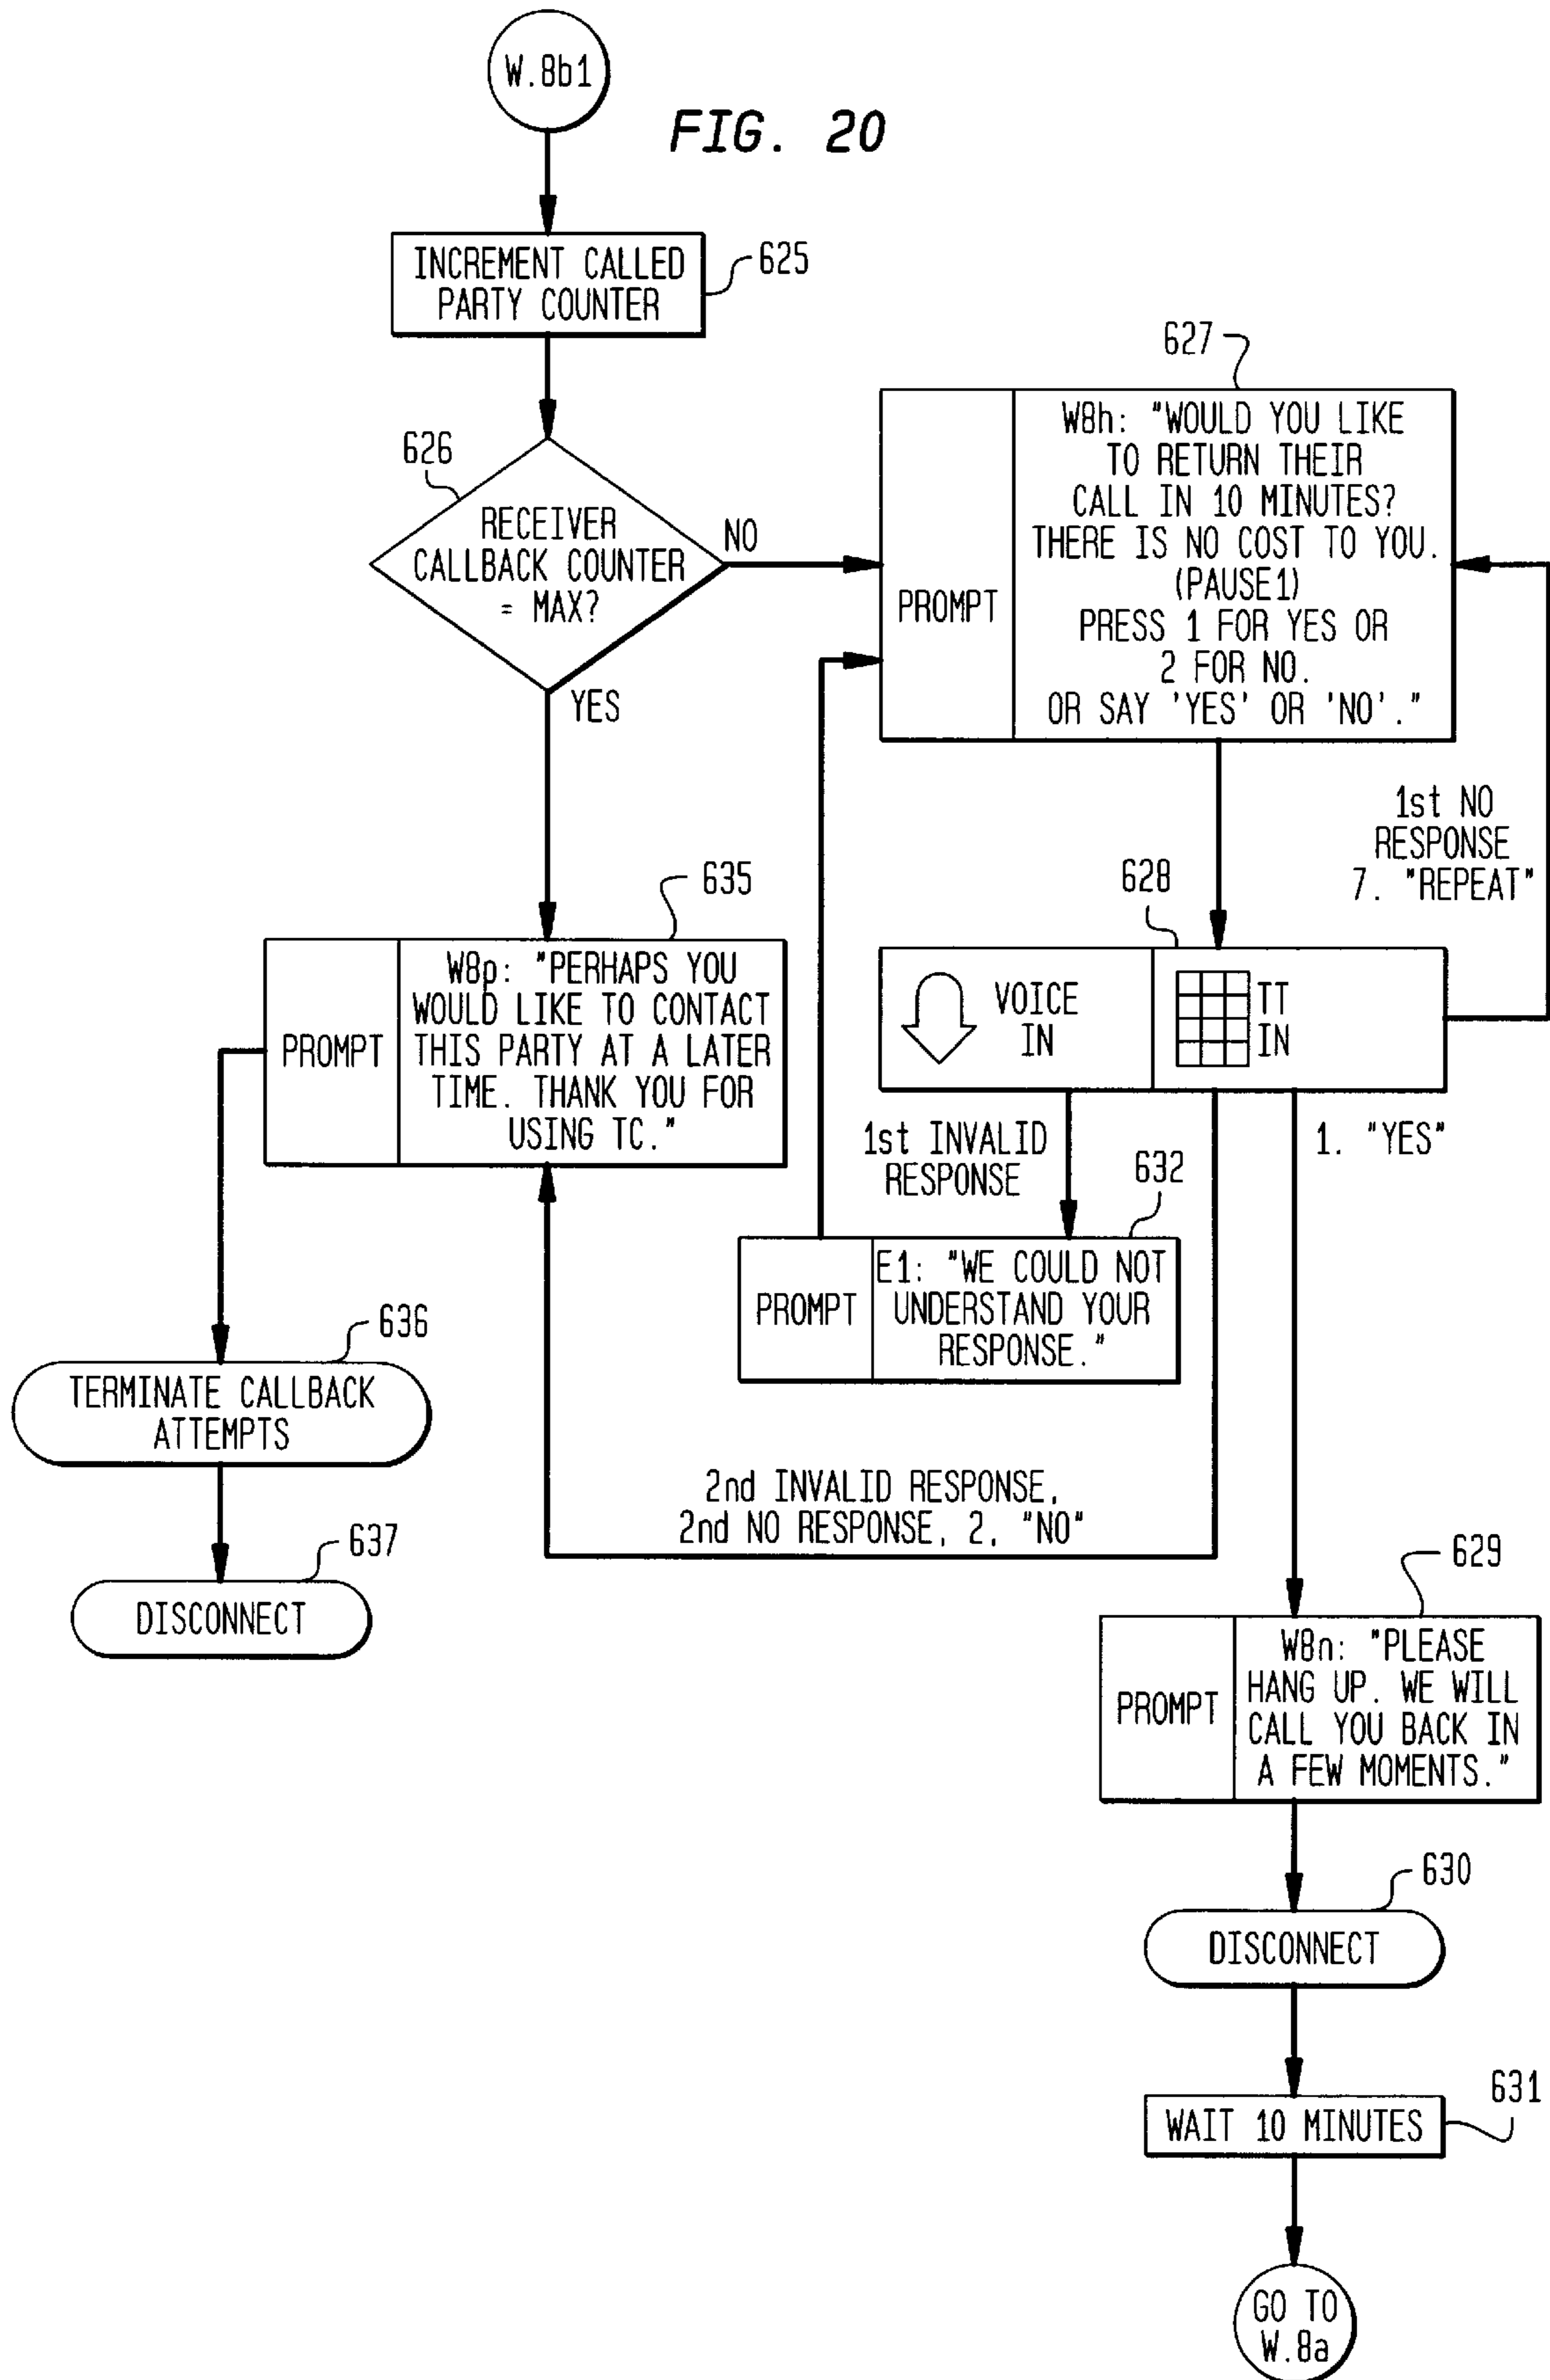 W.8b1
FIG. 20
INCREMENT CALLED
PARTY COUNTER
625
626
RECEIVER
CALLBACK COUNTER
= MAX?
NO
YES
627
PROMPT
W8h: "WOULD YOU LIKE
TO RETURN THEIR
CALL IN 10 MINUTES?
THERE IS NO COST TO YOU.
(PAUSE1)
PRESS 1 FOR YES OR
2 FOR NO.
OR SAY 'YES' OR 'NO'."
1st NO
RESPONSE
7. "REPEAT"
628
VOICE
IN
TT
IN
635
PROMPT
W8p: "PERHAPS YOU
WOULD LIKE TO CONTACT
THIS PARTY AT A LATER
TIME. THANK YOU FOR
USING TC."
1st INVALID
RESPONSE
1. "YES"
632
PROMPT
E1: "WE COULD NOT
UNDERSTAND YOUR
RESPONSE."
636
TERMINATE CALLBACK
ATTEMPTS
2nd INVALID RESPONSE,
2nd NO RESPONSE, 2, "NO"
637
DISCONNECT
629
PROMPT
W8n: "PLEASE
HANG UP. WE WILL
CALL YOU BACK IN
A FEW MOMENTS."
630
DISCONNECT
631
WAIT 10 MINUTES
GO TO
W.8a